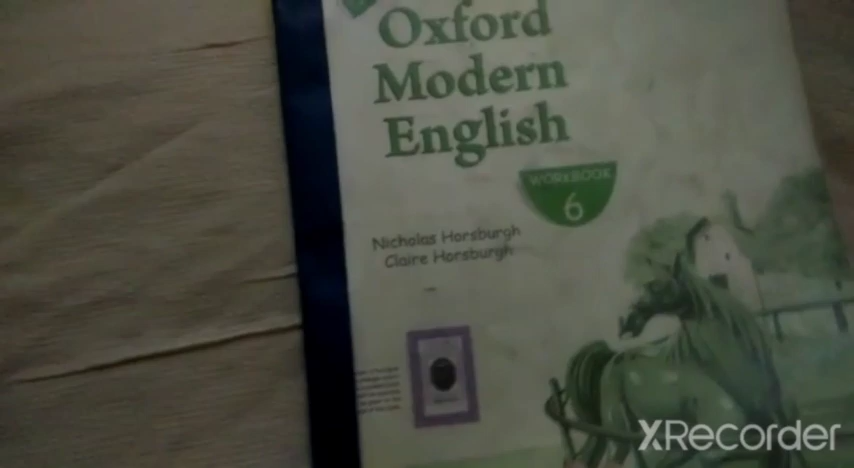 Oxford
Modern
English
WORKBOOK
6
Nicholas Horsburgh
Claire Horsburgh
XRecorder